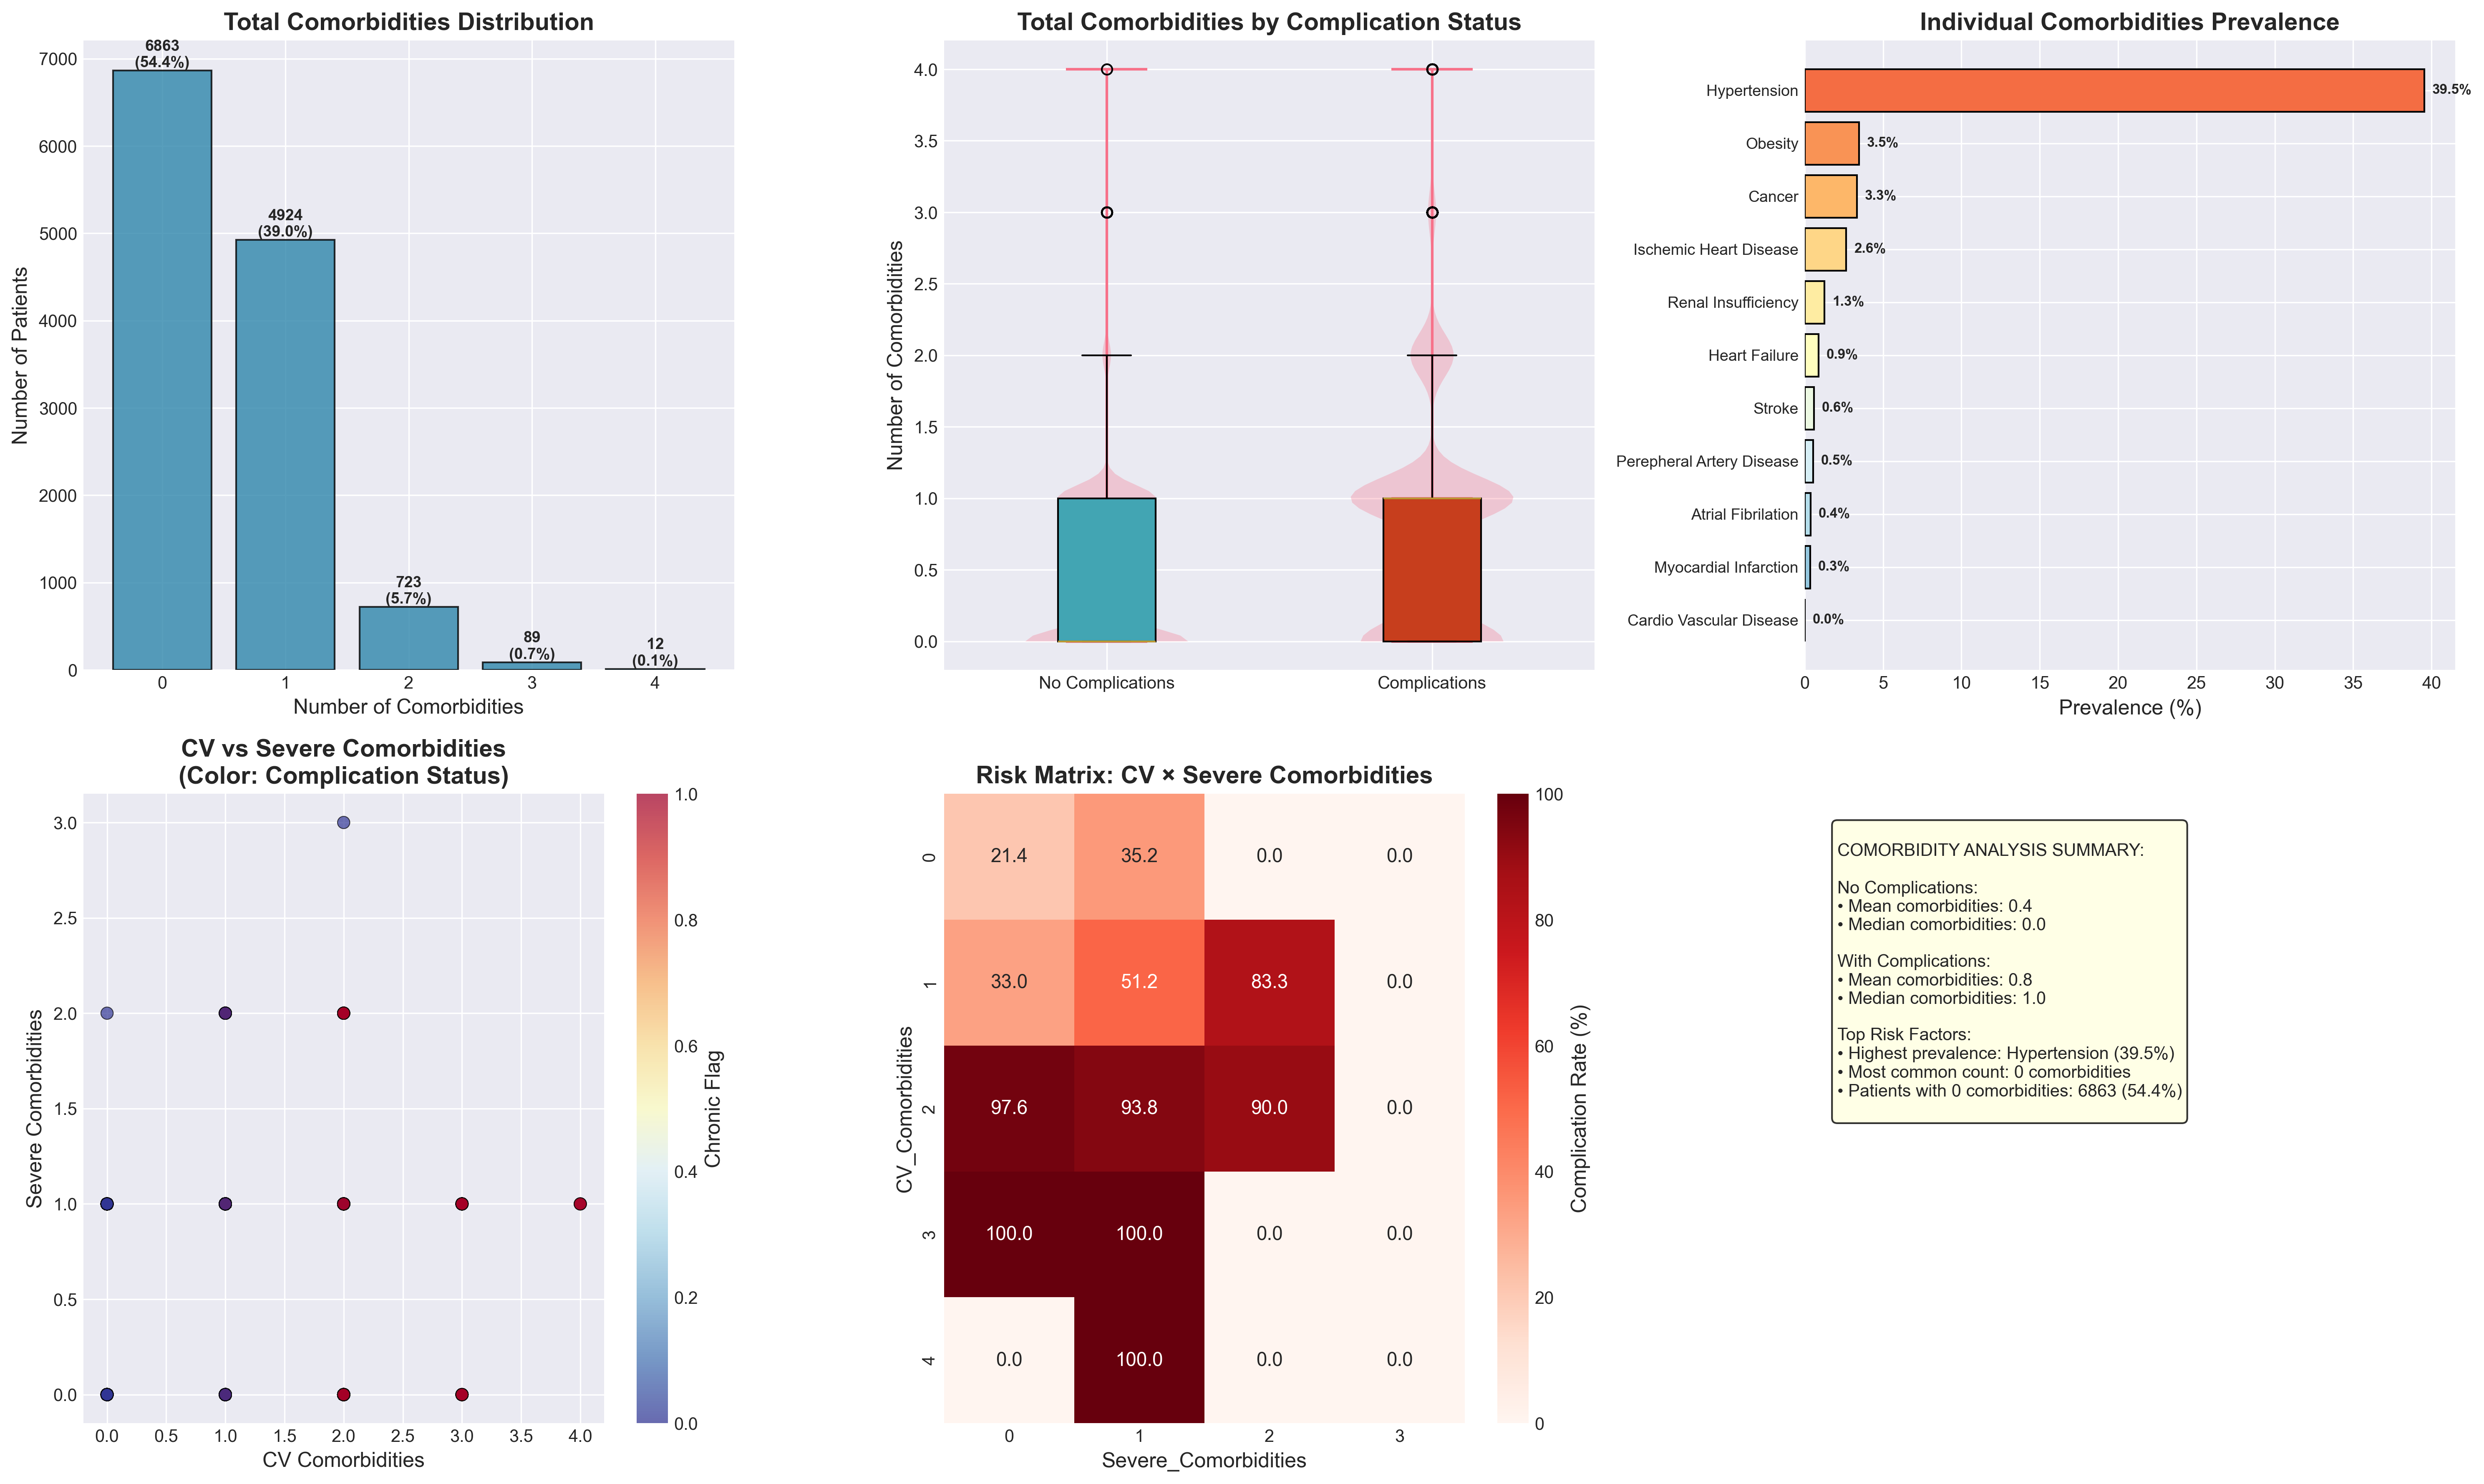 Total Comorbidities Distribution
Number of Patients
7000
6000
5000
4000
3000
2000
1000
0
6863
(54.4%)
4924
(39.0%)
723
(5.7%)
89
(0.7%)
12
(0.1%)
0 1 2 3 4
Number of Comorbidities
Total Comorbidities by Complication Status
Number of Comorbidities
4.0
3.5
3.0
2.5
2.0
1.5
1.0
0.5
0.0
No Complications Complications
Individual Comorbidities Prevalence
Hypertension 39.5%
Obesity 3.5%
Cancer 3.3%
Ischemic Heart Disease 2.6%
Renal Insufficiency 1.3%
Heart Failure 0.9%
Stroke 0.6%
Perepheral Artery Disease 0.5%
Atrial Fibrilation 0.4%
Myocardial Infarction 0.3%
Cardio Vascular Disease 0.0%
0 5 10 15 20 25 30 35 40
Prevalence (%)
CV vs Severe Comorbidities
(Color: Complication Status)
Severe Comorbidities
3.0
2.5
2.0
1.5
1.0
0.5
0.0
0.0 0.5 1.0 1.5 2.0 2.5 3.0 3.5 4.0
CV Comorbidities
1.0
0.8
0.6
0.4
0.2
0.0
Chronic Flag
Risk Matrix: CV × Severe Comorbidities
CV_Comorbidities
0 21.4 35.2 0.0 0.0
1 33.0 51.2 83.3 0.0
2 97.6 93.8 90.0 0.0
3 100.0 100.0 0.0 0.0
4 0.0 100.0 0.0 0.0
0 1 2 3
Severe_Comorbidities
100
80
60
40
20
0
Complication Rate (%)
COMORBIDITY ANALYSIS SUMMARY:
No Complications:
• Mean comorbidities: 0.4
• Median comorbidities: 0.0
With Complications:
• Mean comorbidities: 0.8
• Median comorbidities: 1.0
Top Risk Factors:
• Highest prevalence: Hypertension (39.5%)
• Most common count: 0 comorbidities
• Patients with 0 comorbidities: 6863 (54.4%)